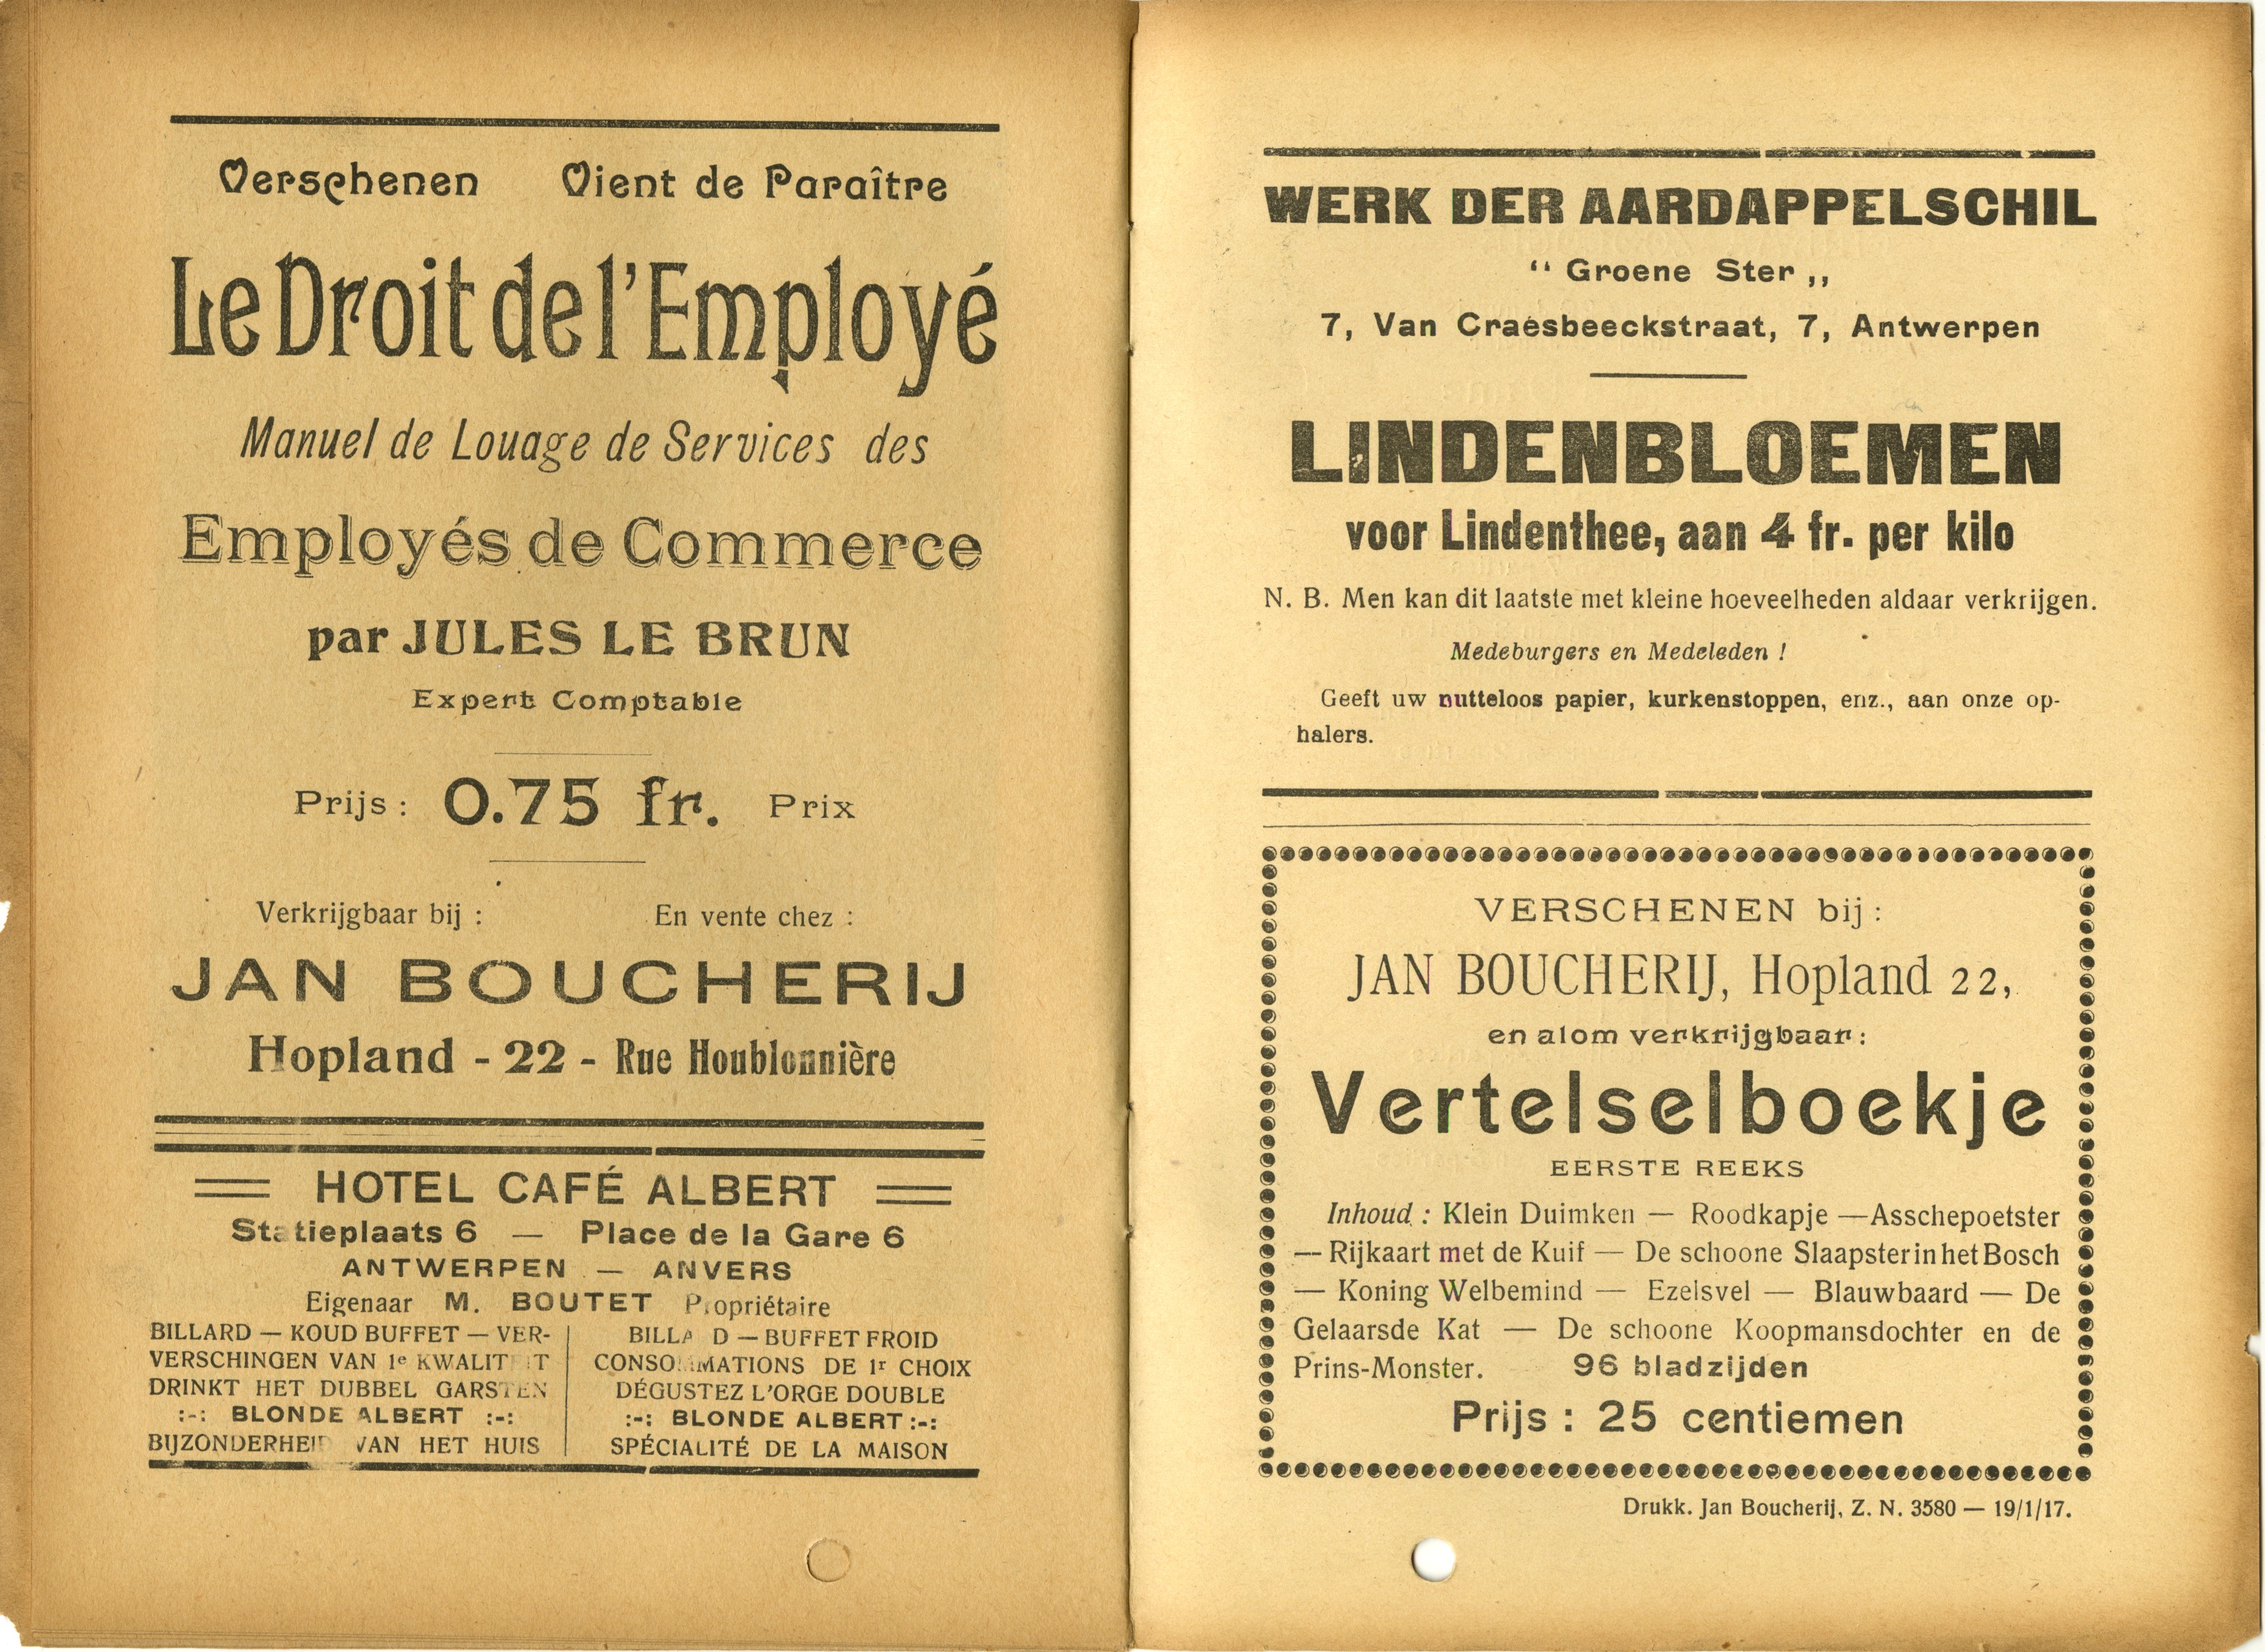 Verschenen Vient de Paraître
Le Droit de l'Employé
Manuel de Louage de Services des
Employés de Commerce
par JULES LE BRUN
Expert Comptable
Prijs : 0.75 fr. Prix
Verkrijgbaar bij : En vente chez :
JAN BOUCHERIJ
Hopland - 22 - Rue Houblonnière
HOTEL CAFÉ ALBERT
Statieplaats 6 — Place de la Gare 6
ANTWERPEN — ANVERS
Eigenaar M. BOUTET Propriétaire
BILLARD — KOUD BUFFET — VER-
VERSCHINGEN VAN 1e KWALITEIT
DRINKT HET DUBBEL GARSTEN
:-: BLONDE ALBERT :-:
BIJZONDERHEID VAN HET HUIS
BILLA D — BUFFET FROID
CONSOMMATIONS DE 1r CHOIX
DÉGUSTEZ L'ORGE DOUBLE
:-: BLONDE ALBERT :-:
SPÉCIALITÉ DE LA MAISON
WERK DER AARDAPPELSCHIL
“ Groene Ster „
7, Van Craesbeeckstraat, 7, Antwerpen
LINDENBLOEMEN
voor Lindenthee, aan 4 fr. per kilo
N. B. Men kan dit laatste met kleine hoeveelheden aldaar verkrijgen.
Medeburgers en Medeleden !
Geeft uw nutteloos papier, kurkenstoppen, enz., aan onze op-
halers.
VERSCHENEN bij :
JAN BOUCHERIJ, Hopland 22,
en alom verkrijgbaar :
Vertelselboekje
EERSTE REEKS
Inhoud : Klein Duimken — Roodkapje — Asschepoetster
— Rijkaart met de Kuif — De schoone Slaapster in het Bosch
— Koning Welbemind — Ezelsvel — Blauwbaard — De
Gelaarsde Kat — De schoone Koopmansdochter en de
Prins-Monster. 96 bladzijden
Prijs : 25 centiemen
Drukk. Jan Boucherij, Z. N. 3580 — 19/1/17.